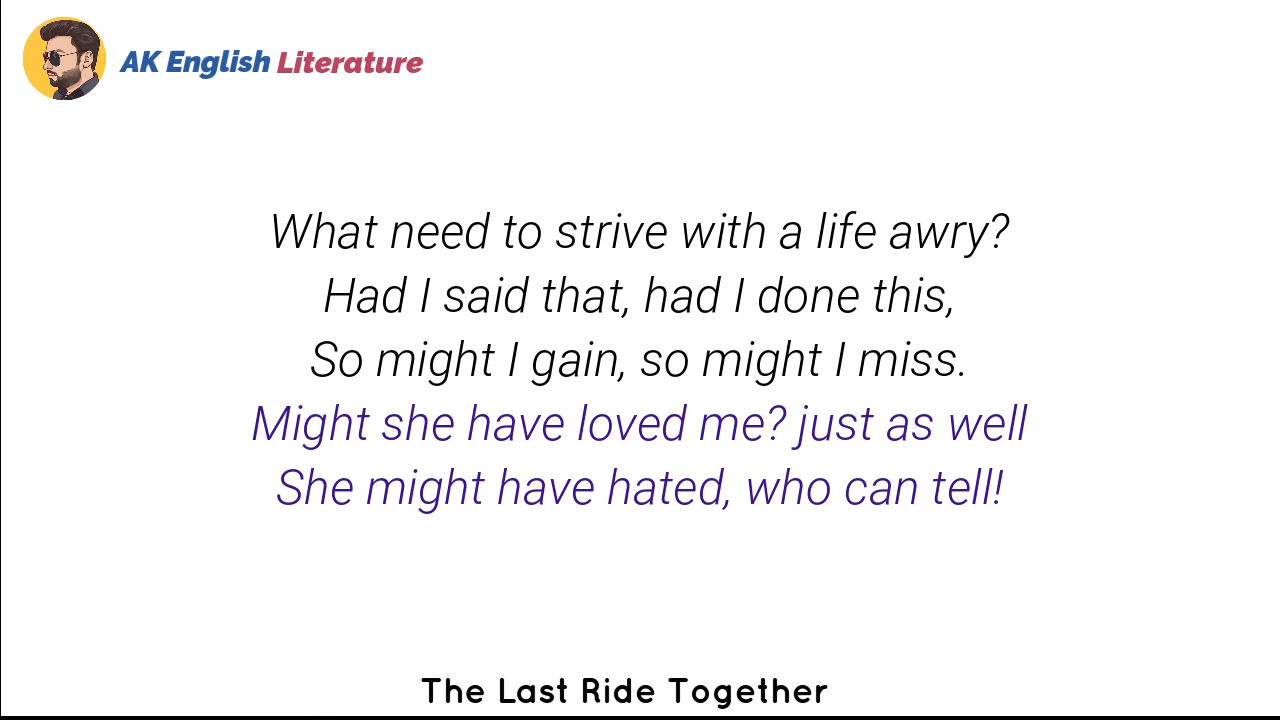 AK English Literature
What need to strive with a life awry?
Had I said that, had I done this,
So might I gain, so might I miss.
Might she have loved me? just as well
She might have hated, who can tell!
The Last Ride Together